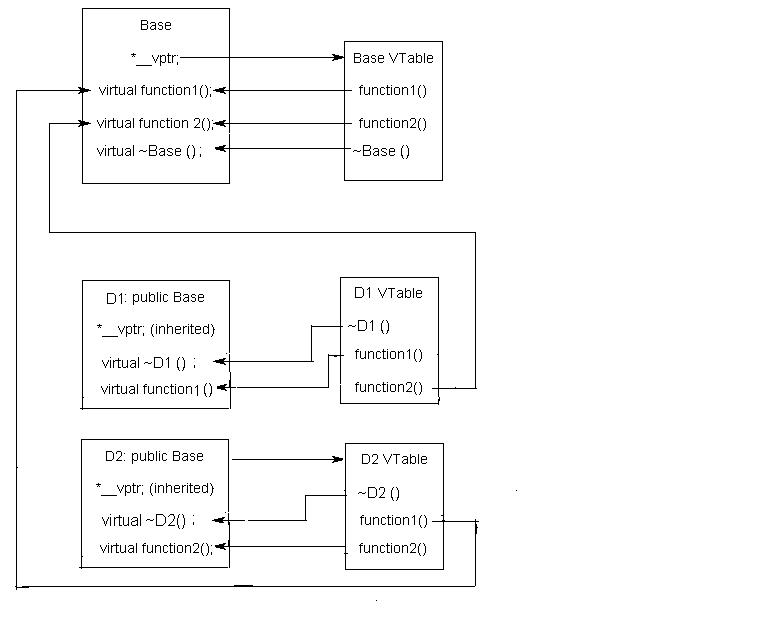 Base
*__vptr;
virtual function1();
virtual function 2();
virtual ~Base () ;
Base VTable
function1()
function2()
~Base ()
D1: public Base
*__vptr; (inherited)
virtual ~D1 () ;
virtual function1 ()
D1 VTable
~D1 ()
function1()
function2()
D2: public Base
*__vptr; (inherited)
virtual ~D2() ;
virtual function2();
D2 VTable
~D2 ()
function1()
function2()